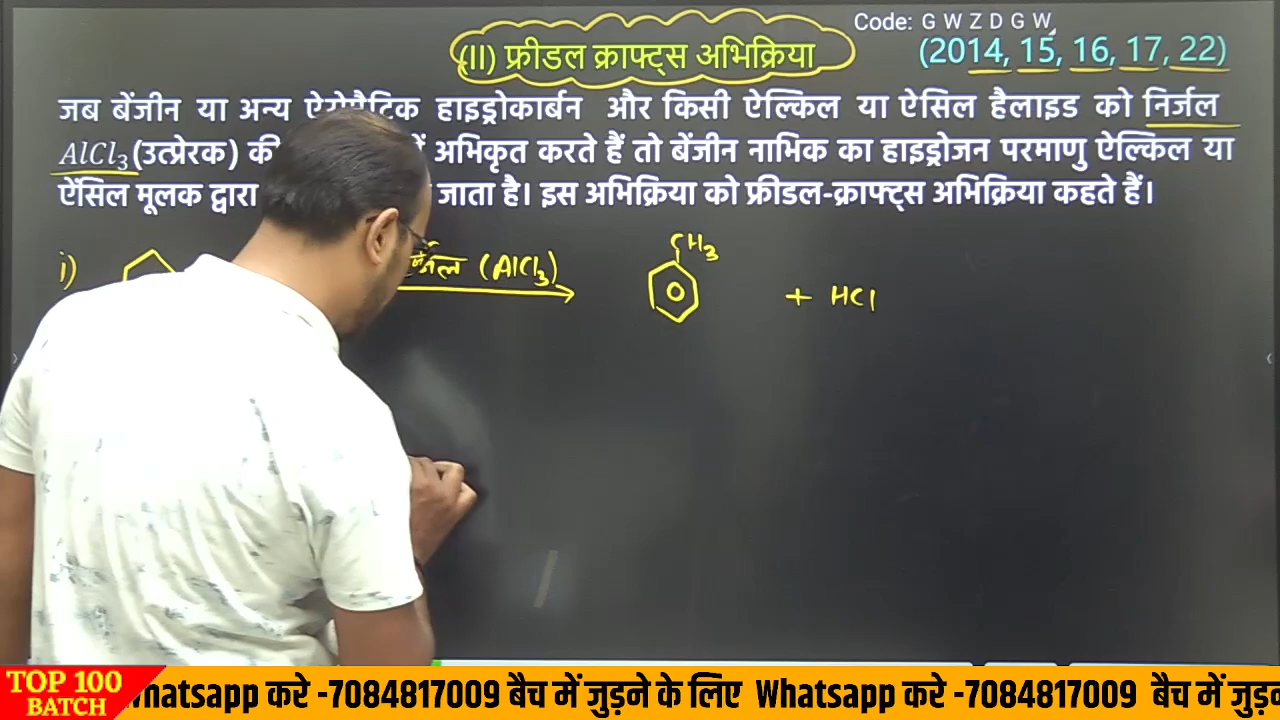 Code: G W Z D G W
(II) फ्रीडल क्राफ्ट्स अभिक्रिया
(2014, 15, 16, 17, 22)
जब बेंजीन या अन्य ऐरोमैटिक हाइड्रोकार्बन और किसी ऐल्किल या ऐसिल हैलाइड को निर्जल
AlCl₃(उत्प्रेरक) की में अभिकृत करते हैं तो बेंजीन नाभिक का हाइड्रोजन परमाणु ऐल्किल या
ऐंसिल मूलक द्वारा जाता है। इस अभिक्रिया को फ्रीडल-क्राफ्ट्स अभिक्रिया कहते हैं।
CH₃
i) (AlCl₃) + HCl
TOP 100
BATCH
Whatsapp करे -7084817009 बैच में जुड़ने के लिए Whatsapp करे -7084817009 बैच में